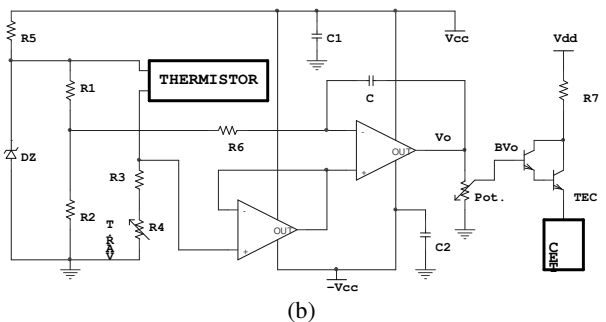 R5
C1
Vcc
Vdd
THERMISTOR
R1
C
R7
R6
-
OUT
+
Vo
BVo
DZ
R3
Pot.
TEC
R2
R4
-
OUT
+
C2
-Vcc
(b)